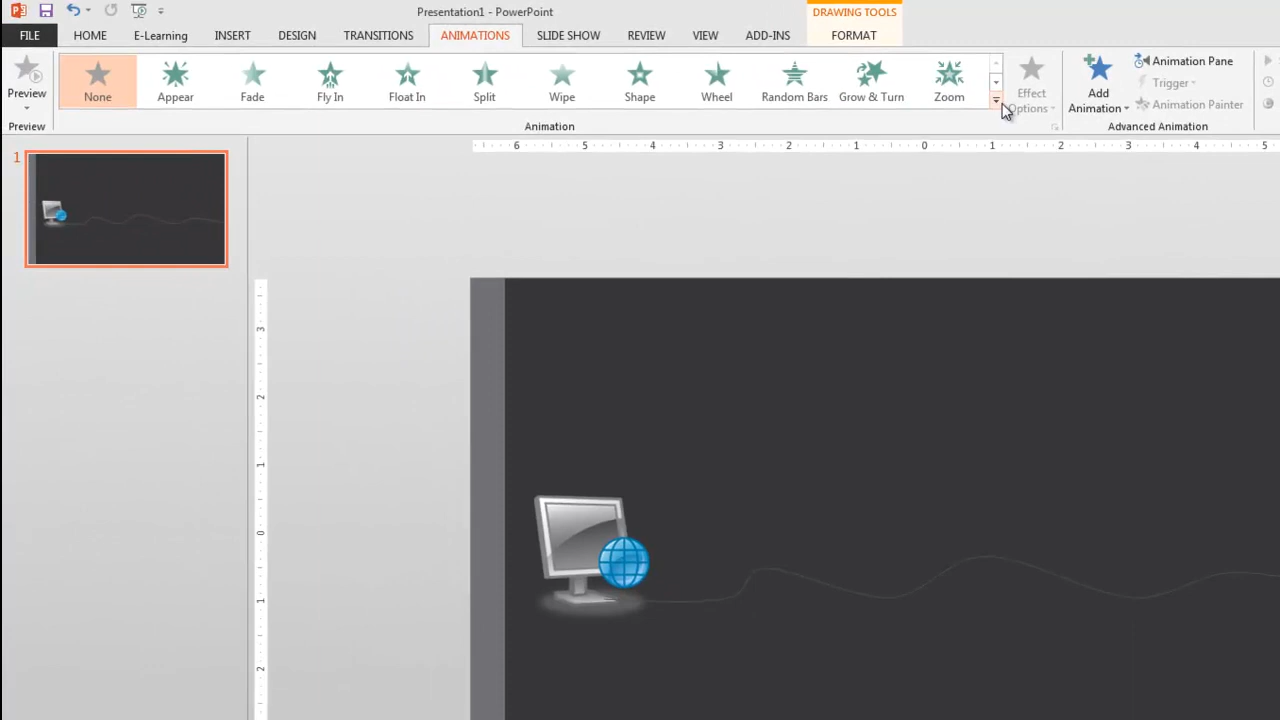 Presentation1 - PowerPoint
DRAWING TOOLS
FILE HOME E-Learning INSERT DESIGN TRANSITIONS ANIMATIONS SLIDE SHOW REVIEW VIEW ADD-INS FORMAT
Preview
None Appear Fade Fly In Float In Split Wipe Shape Wheel Random Bars Grow & Turn Zoom
Effect
Options
Add
Animation
Animation Pane
Trigger
Animation Painter
Preview Animation Advanced Animation
6 5 4 3 2 1 0 1 2 3 4 5
1
3
2
1
0
1
2